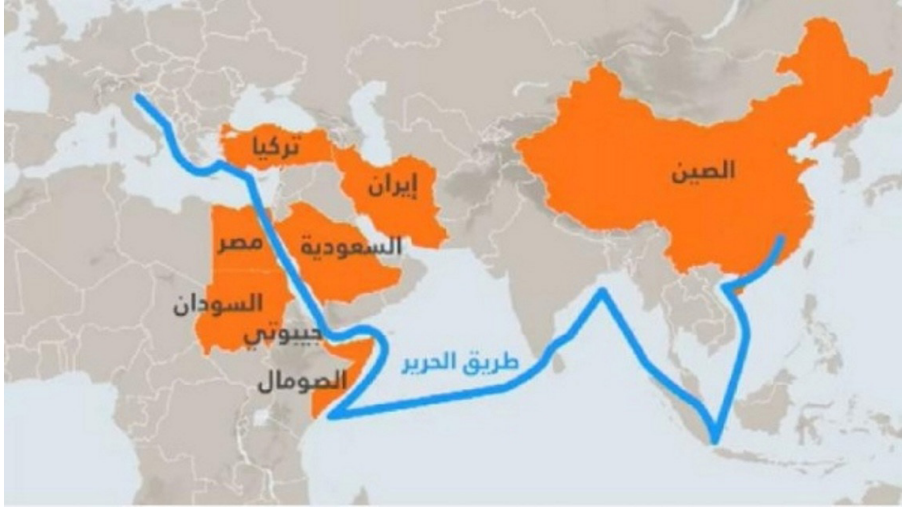 الصين
تركيا
إيران
السعودية
مصر
السودان
جيبوتي
الصومال
طريق الحرير